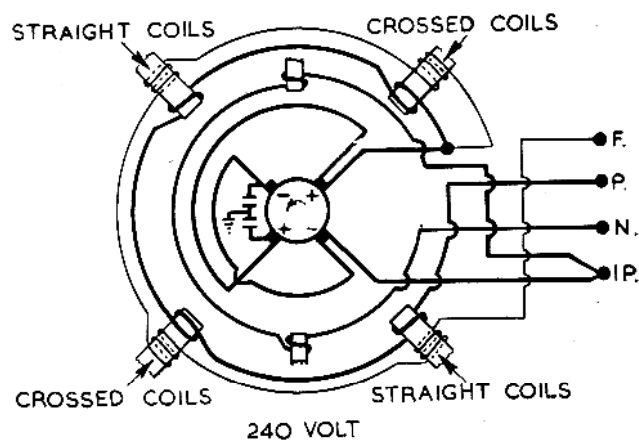 STRAIGHT COILS
CROSSED COILS
F.
P.
N.
IP.
- +
+ -
CROSSED COILS
STRAIGHT COILS
240 VOLT